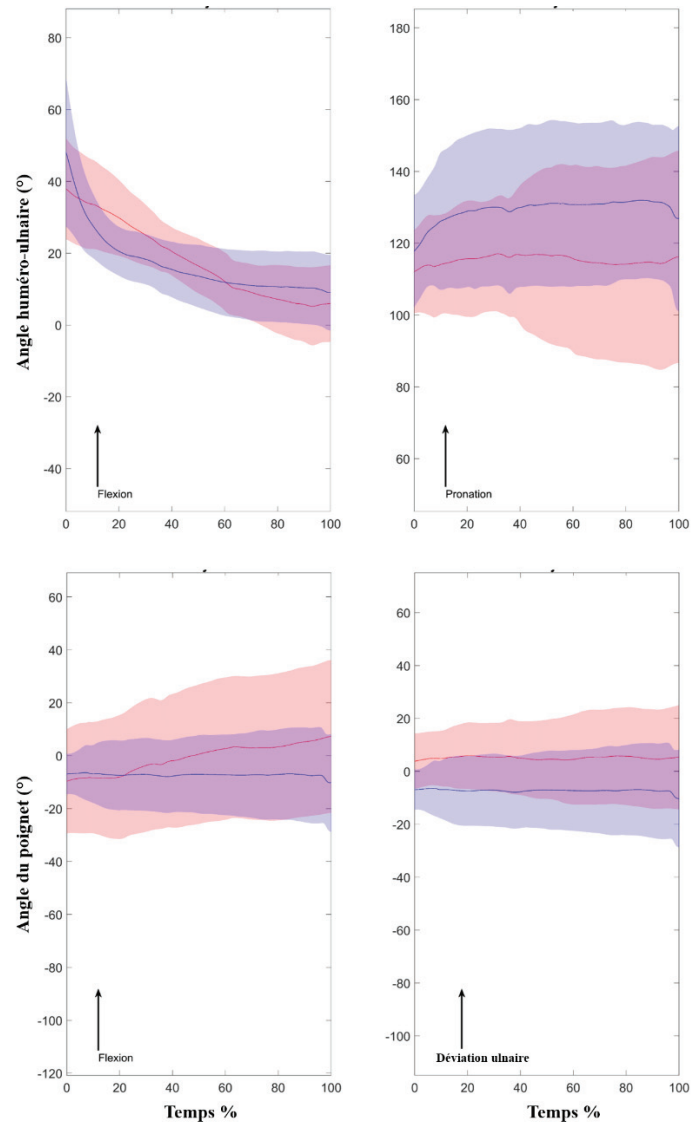 80
60
40
20
0
-20
-40
0 20 40 60 80 100
Flexion
Angle huméro-ulnaire (°)
180
160
140
120
100
80
60
0 20 40 60 80 100
Pronation
60
40
20
0
-20
-40
-60
-80
-100
-120
0 20 40 60 80 100
Flexion
Angle du poignet (°)
Temps %
60
40
20
0
-20
-40
-60
-80
-100
0 20 40 60 80 100
Déviation ulnaire
Temps %